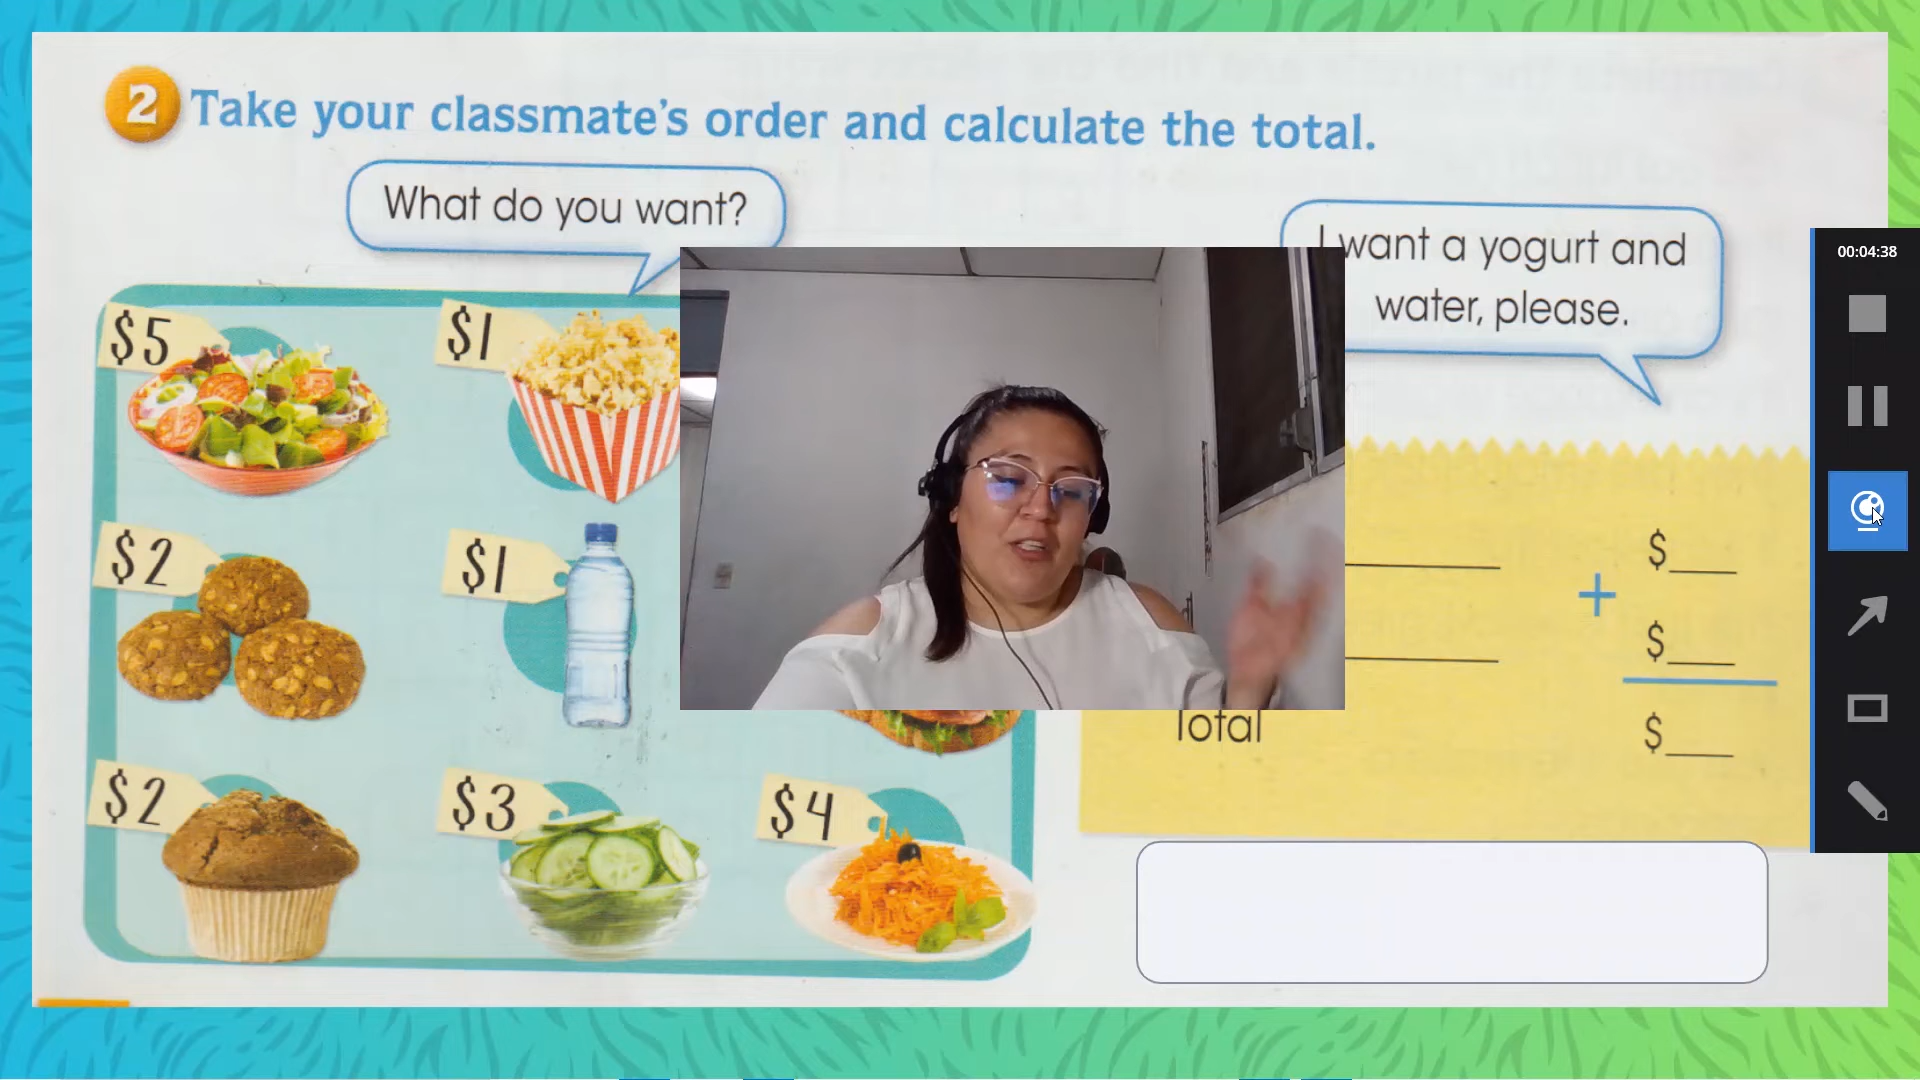 2 Take your classmate's order and calculate the total.
What do you want?
I want a yogurt and
water, please.
$5
$1
$2
$1
$2
$3
$4
+
$___
$___
Total
$___
00:04:38